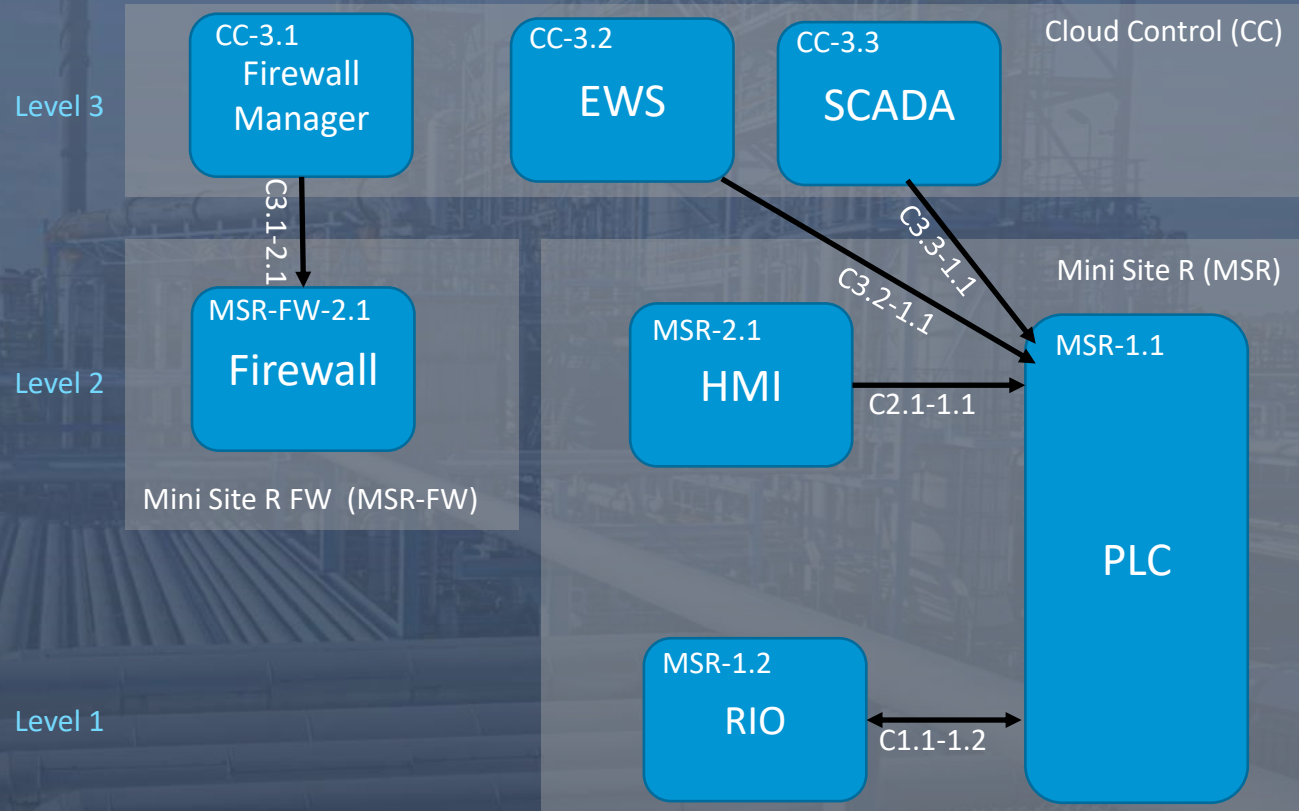 Cloud Control (CC)
Level 3
CC-3.1
Firewall
Manager
CC-3.2
EWS
CC-3.3
SCADA
C3.1-2.1
C3.2-1.1
C3.3-1.1
Level 2
MSR-FW-2.1
Firewall
Mini Site R FW  (MSR-FW)
Mini Site R (MSR)
MSR-2.1
HMI
C2.1-1.1
MSR-1.1
PLC
Level 1
MSR-1.2
RIO
C1.1-1.2